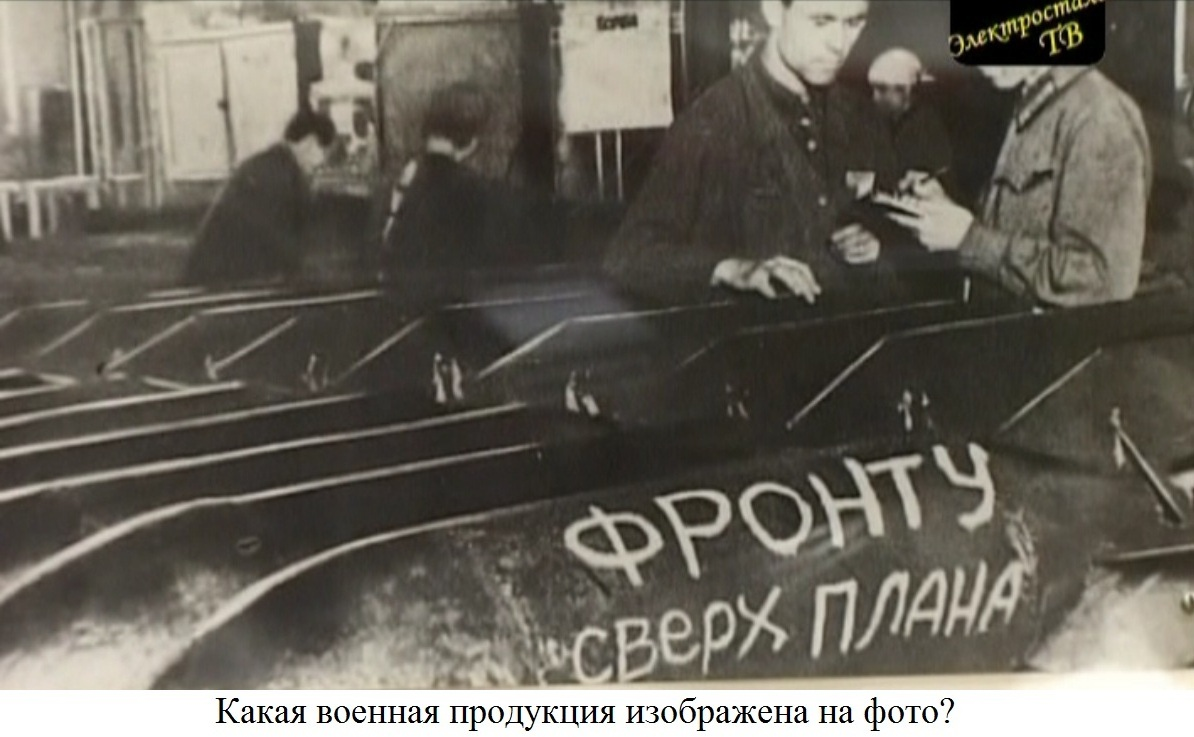 Электросталь
ТВ
ФРОНТУ
СВЕРХ ПЛАНА
Какая военная продукция изображена на фото?